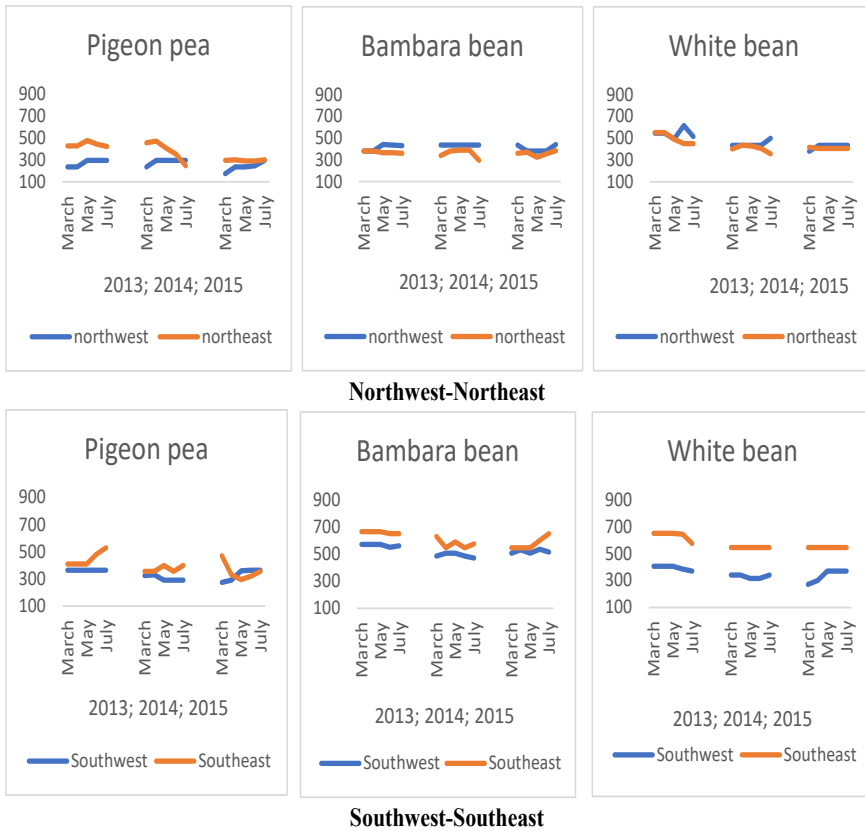 Pigeon pea
900
700
500
300
100
March
May
July
March
May
July
March
May
July
2013; 2014; 2015
northwest northeast
Bambara bean
900
700
500
300
100
March
May
July
March
May
July
March
May
July
2013; 2014; 2015
northwest northeast
White bean
900
700
500
300
100
March
May
July
March
May
July
March
May
July
2013; 2014; 2015
northwest northeast
Northwest-Northeast
Pigeon pea
900
700
500
300
100
March
May
July
March
May
July
March
May
July
2013; 2014; 2015
Southwest Southeast
Bambara bean
900
700
500
300
100
March
May
July
March
May
July
March
May
July
2013; 2014; 2015
Southwest Southeast
White bean
900
700
500
300
100
March
May
July
March
May
July
March
May
July
2013; 2014; 2015
Southwest Southeast
Southwest-Southeast